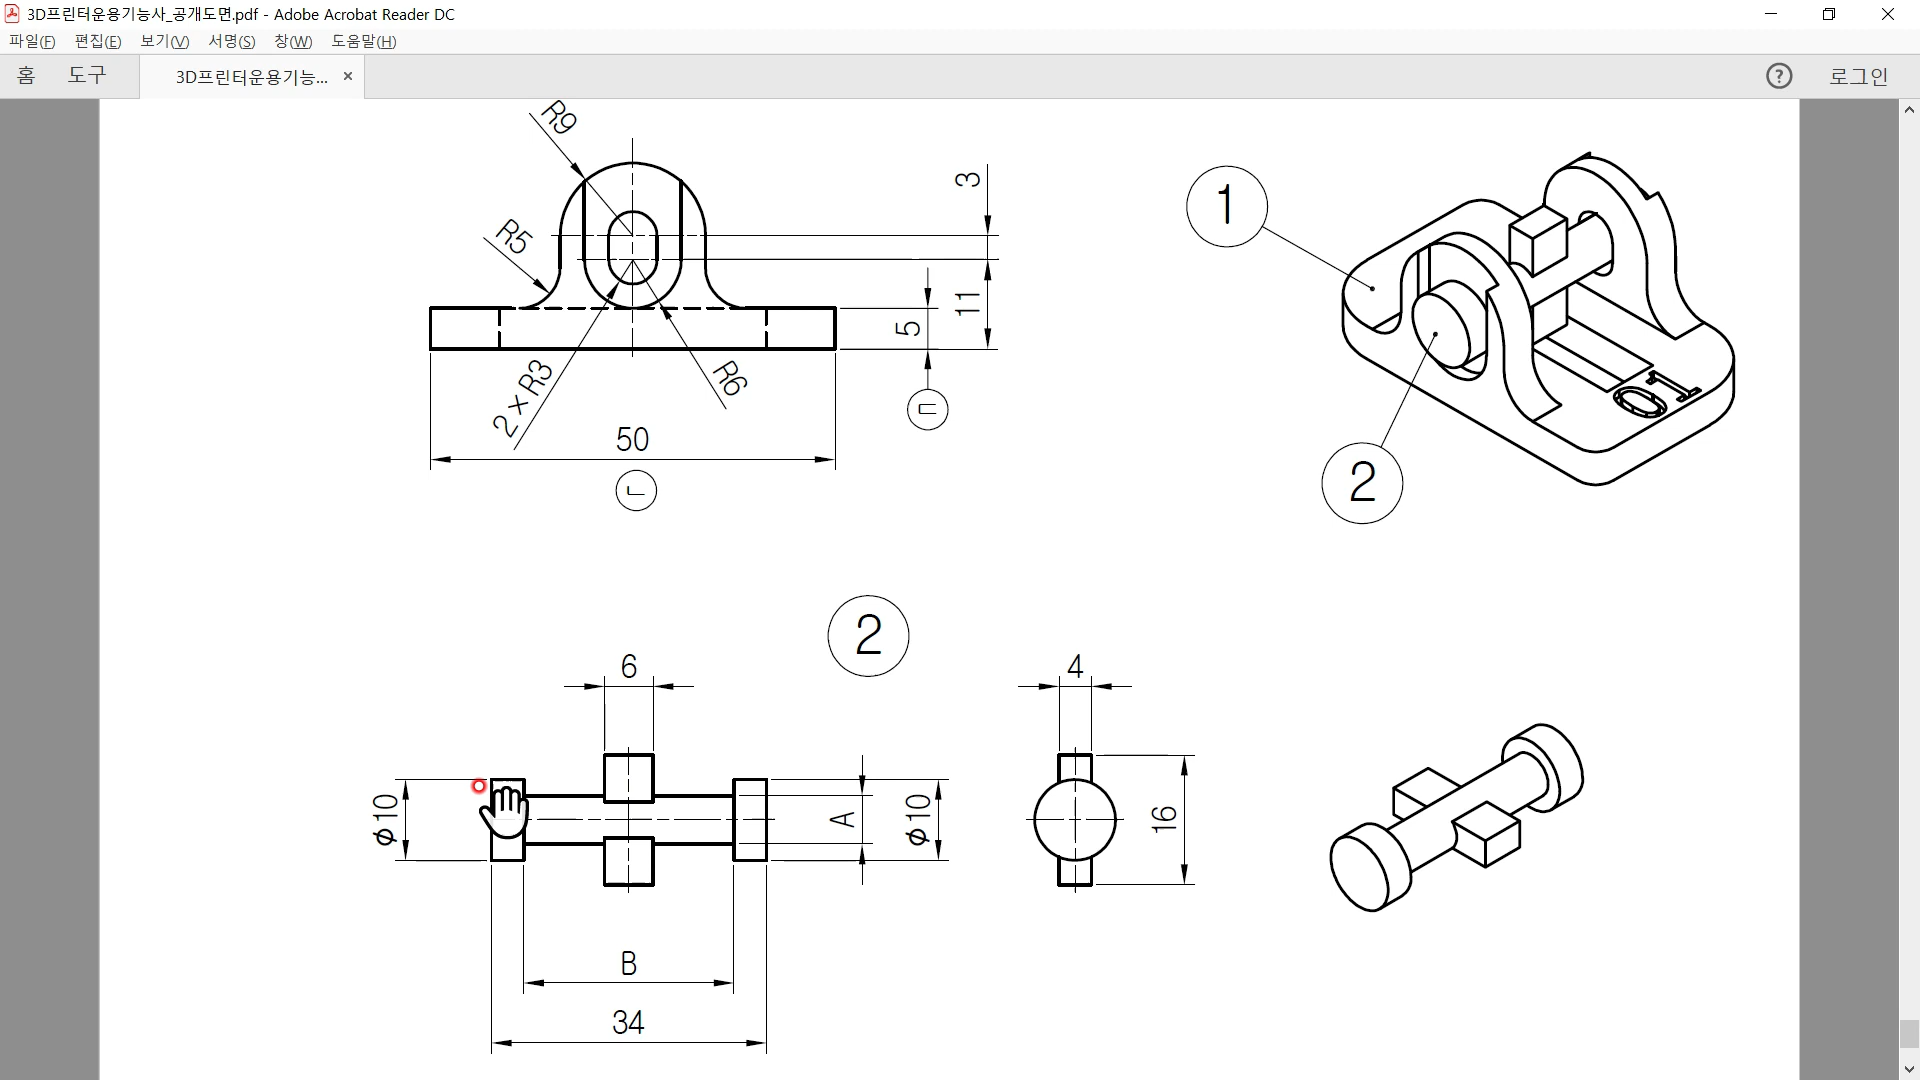 3D프린터운용기능사_공개도면.pdf - Adobe Acrobat Reader DC
파일(F) 편집(E) 보기(V) 서명(S) 창(W) 도움말(H)
홈 도구 3D프린터운용기능... × ? 로그인
R9
3
1
R5
11
5
2×R3
R6
ㄷ
50
ㄴ
2
01
2
6
4
ϕ10
A
ϕ10
16
B
34